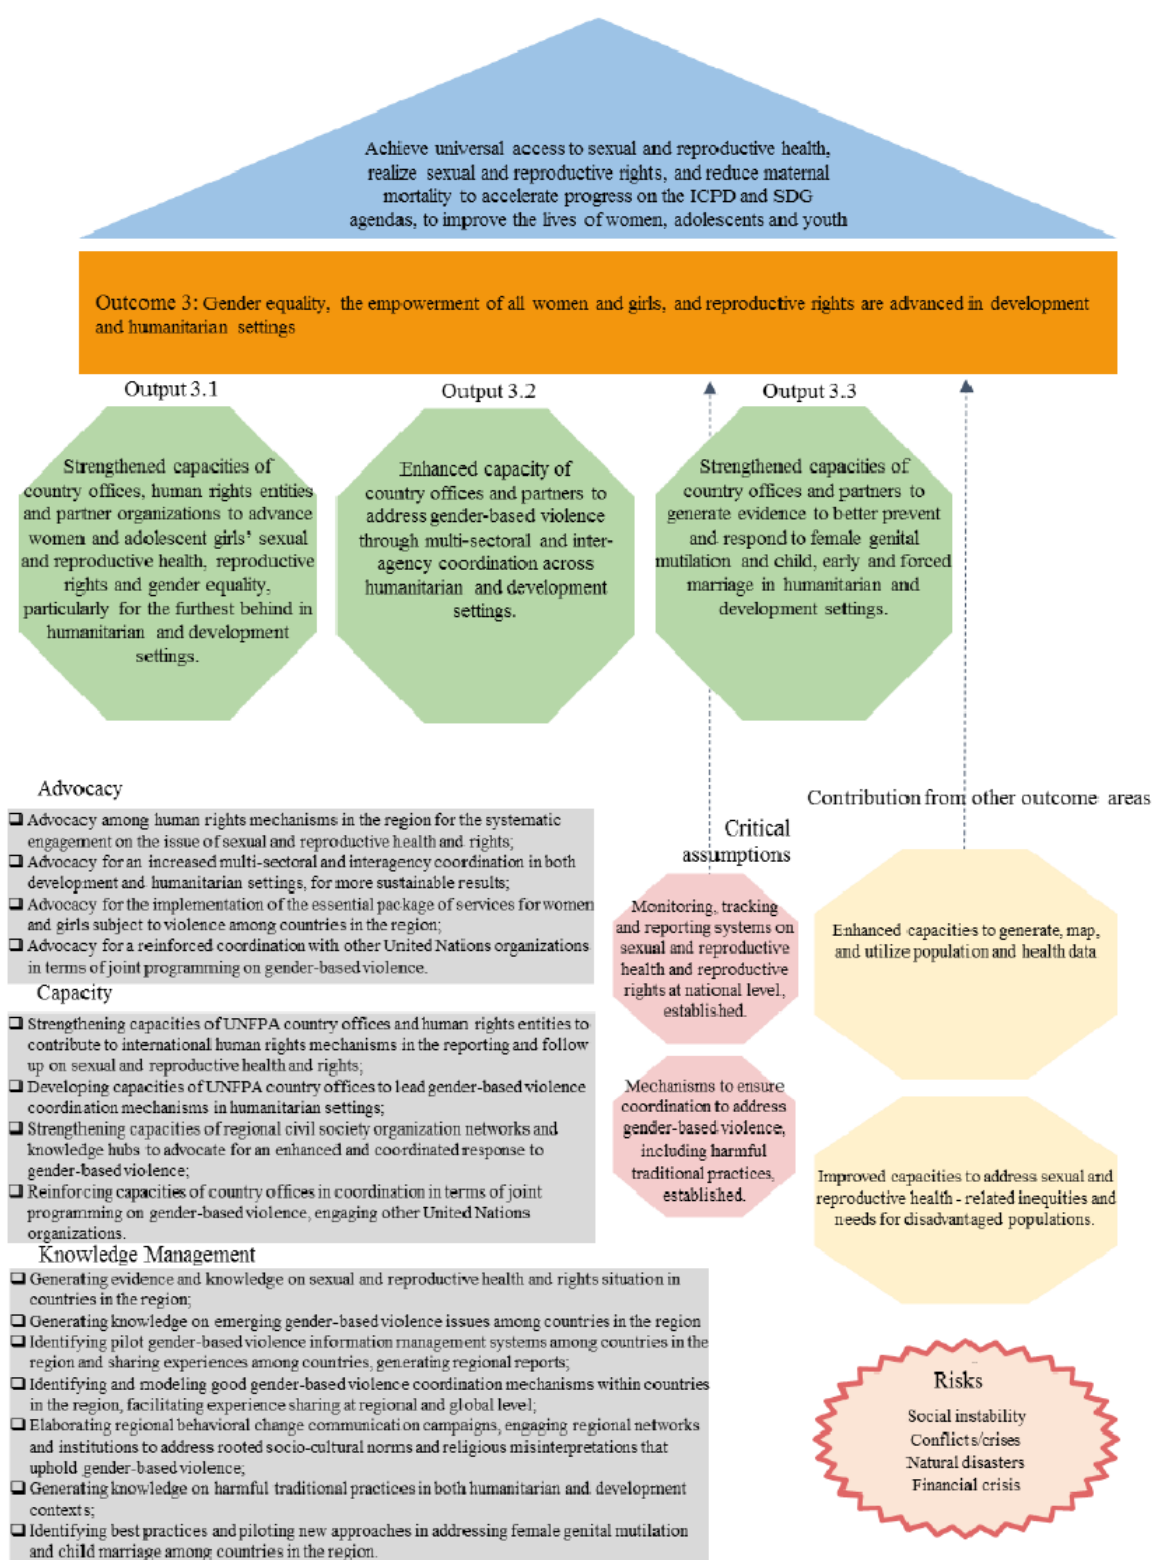 Achieve universal access to sexual and reproductive health,
realize sexual and reproductive rights, and reduce maternal
mortality to accelerate progress on the ICPD and SDG
agendas, to improve the lives of women, adolescents and youth
Outcome 3: Gender equality, the empowerment of all women and girls, and reproductive rights are advanced in development
and humanitarian settings
Output 3.1
Strengthened capacities of
country offices, human rights entities
and partner organizations to advance
women and adolescent girls’ sexual
and reproductive health, reproductive
rights and gender equality,
particularly for the furthest behind in
humanitarian and development
settings.
Output 3.2
Enhanced capacity of
country offices and partners to
address gender-based violence
through multi-sectoral and inter-
agency coordination across
humanitarian and development
settings.
Output 3.3
Strengthened capacities of
country offices and partners to
generate evidence to better prevent
and respond to female genital
mutilation and child, early and forced
marriage in humanitarian and
development settings.
Advocacy
❑ Advocacy among human rights mechanisms in the region for the systematic
engagement on the issue of sexual and reproductive health and rights;
❑ Advocacy for an increased multi-sectoral and interagency coordination in both
development and humanitarian settings, for more sustainable results;
❑ Advocacy for the implementation of the essential package of services for women
and girls subject to violence among countries in the region;
❑ Advocacy for a reinforced coordination with other United Nations organizations
in terms of joint programming on gender-based violence.
Capacity
❑ Strengthening capacities of UNFPA country offices and human rights entities to
contribute to international human rights mechanisms in the reporting and follow
up on sexual and reproductive health and rights;
❑ Developing capacities of UNFPA country offices to lead gender-based violence
coordination mechanisms in humanitarian settings;
❑ Strengthening capacities of regional civil society organization networks and
knowledge hubs to advocate for an enhanced and coordinated response to
gender-based violence;
❑ Reinforcing capacities of country offices in coordination in terms of joint
programming on gender-based violence, engaging other United Nations
organizations.
Knowledge Management
❑ Generating evidence and knowledge on sexual and reproductive health and rights situation in
countries in the region;
❑ Generating knowledge on emerging gender-based violence issues among countries in the region
❑ Identifying pilot gender-based violence information management systems among countries in the
region and sharing experiences among countries, generating regional reports;
❑ Identifying and modeling good gender-based violence coordination mechanisms within countries
in the region, facilitating experience sharing at regional and global level;
❑ Elaborating regional behavioral change communication campaigns, engaging regional networks
and institutions to address rooted socio-cultural norms and religious misinterpretations that
uphold gender-based violence;
❑ Generating knowledge on harmful traditional practices in both humanitarian and development
contexts;
❑ Identifying best practices and piloting new approaches in addressing female genital mutilation
and child marriage among countries in the region.
Critical
assumptions
Monitoring, tracking
and reporting systems on
sexual and reproductive
health and reproductive
rights at national level,
established.
Mechanisms to ensure
coordination to address
gender-based violence,
including harmful
traditional practices,
established.
Contribution from other outcome areas
Enhanced capacities to generate, map,
and utilize population and health data
Improved capacities to address sexual and
reproductive health - related inequities and
needs for disadvantaged populations.
Risks
Social instability
Conflicts/crises
Natural disasters
Financial crisis